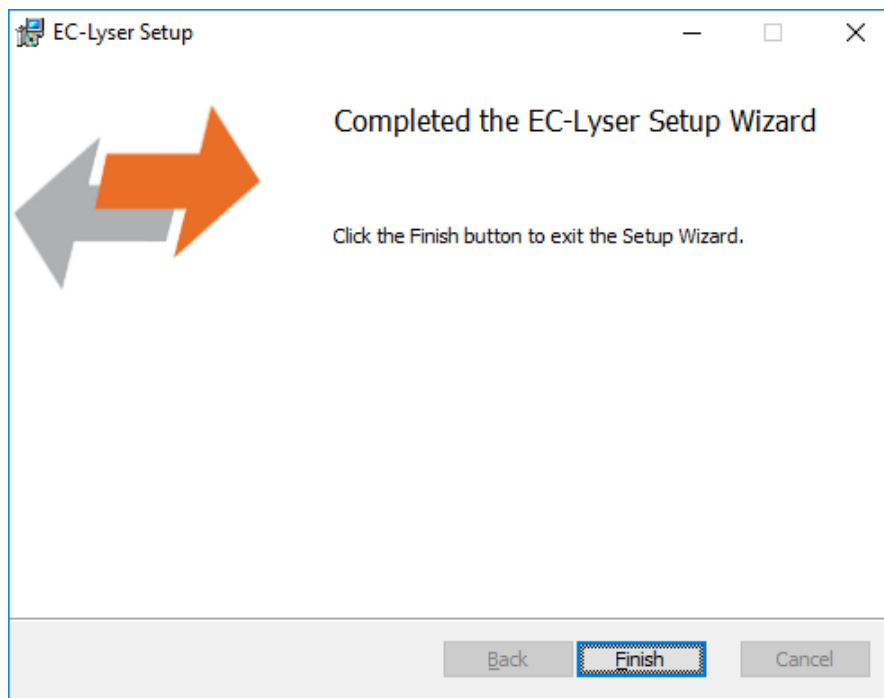 EC-Lyser Setup
Completed the EC-Lyser Setup Wizard
Click the Finish button to exit the Setup Wizard.
Back Finish Cancel